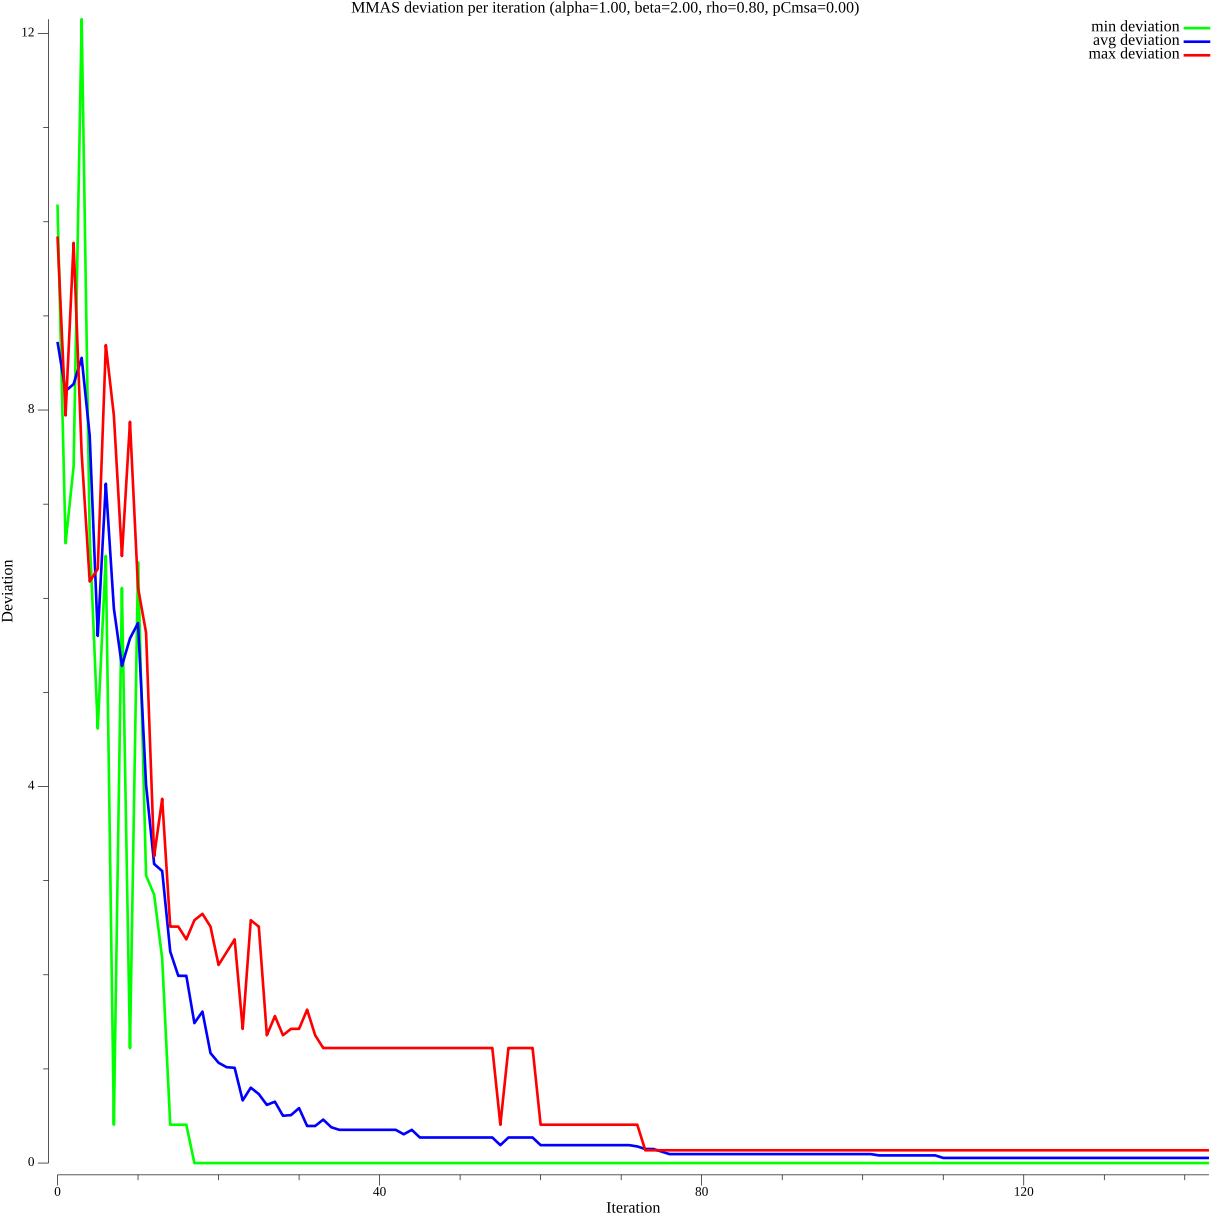 MMAS deviation per iteration (alpha=1.00, beta=2.00, rho=0.80, pCmsa=0.00)
min deviation
avg deviation
max deviation
12
8
4
0
Deviation
0 40 80 120
Iteration